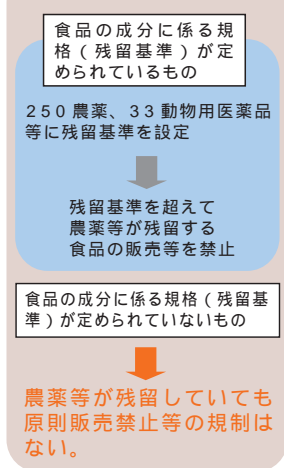 食品の成分に係る規
格（残留基準）が定
められているもの
250農薬、33動物用医薬品
等に残留基準を設定
残留基準を超えて
農薬等が残留する
食品の販売等を禁止
食品の成分に係る規格（残留基
準）が定められていないもの
農薬等が残留していても
原則販売禁止等の規制は
ない。